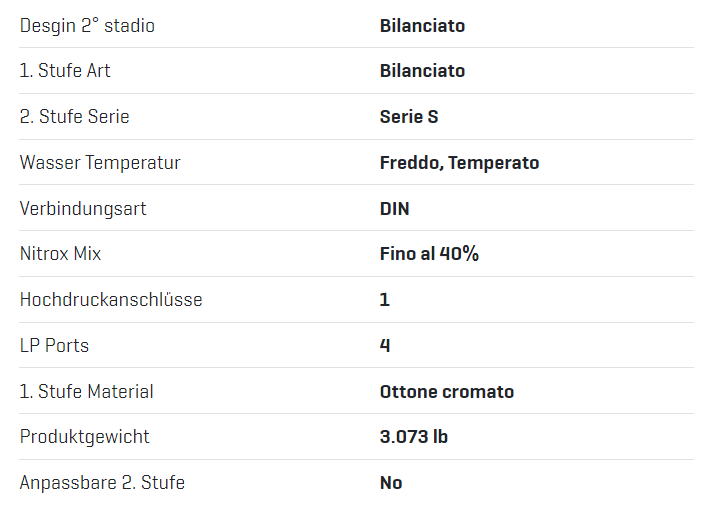 Desgin 2° stadio Bilanciato
1. Stufe Art Bilanciato
2. Stufe Serie Serie S
Wasser Temperatur Freddo, Temperato
Verbindungsart DIN
Nitrox Mix Fino al 40%
Hochdruckanschlüsse 1
LP Ports 4
1. Stufe Material Ottone cromato
Produktgewicht 3.073 lb
Anpassbare 2. Stufe No